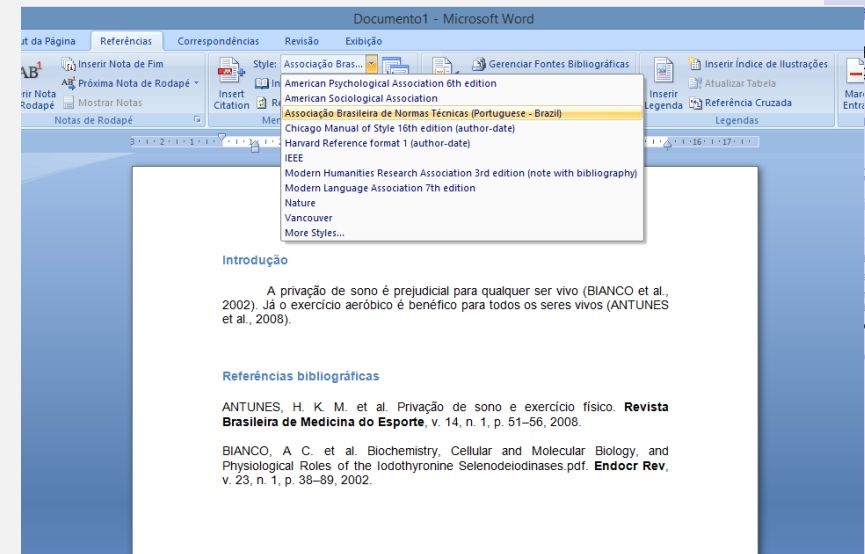 Documento1 - Microsoft Word
ut da Página Referências Correspondências Revisão Exibição
AB1 Inserir Nota de Fim Style: Associação Bras... Gerenciar Fontes Bibliográficas Inserir Índice de Ilustrações
Próxima Nota de Rodapé American Psychological Association 6th edition Atualizar Tabela
rir Nota Rodapé Mostrar Notas Insert Citation American Sociological Association Inserir Legenda Referência Cruzada
Notas de Rodapé Associação Brasileira de Normas Técnicas (Portuguese - Brazil) Legendas
Chicago Manual of Style 16th edition (author-date)
Harvard Reference format 1 (author-date)
IEEE
Modern Humanities Research Association 3rd edition (note with bibliography)
Modern Language Association 7th edition
Nature
Vancouver
More Styles...
Introdução
A privação de sono é prejudicial para qualquer ser vivo (BIANCO et al.,
2002). Já o exercício aeróbico é benéfico para todos os seres vivos (ANTUNES
et al., 2008).
Referências bibliográficas
ANTUNES, H. K. M. et al. Privação de sono e exercício físico. Revista
Brasileira de Medicina do Esporte, v. 14, n. 1, p. 51–56, 2008.
BIANCO, A C. et al. Biochemistry, Cellular and Molecular Biology, and
Physiological Roles of the Iodothyronine Selenodeiodinases.pdf. Endocr Rev,
v. 23, n. 1, p. 38–89, 2002.